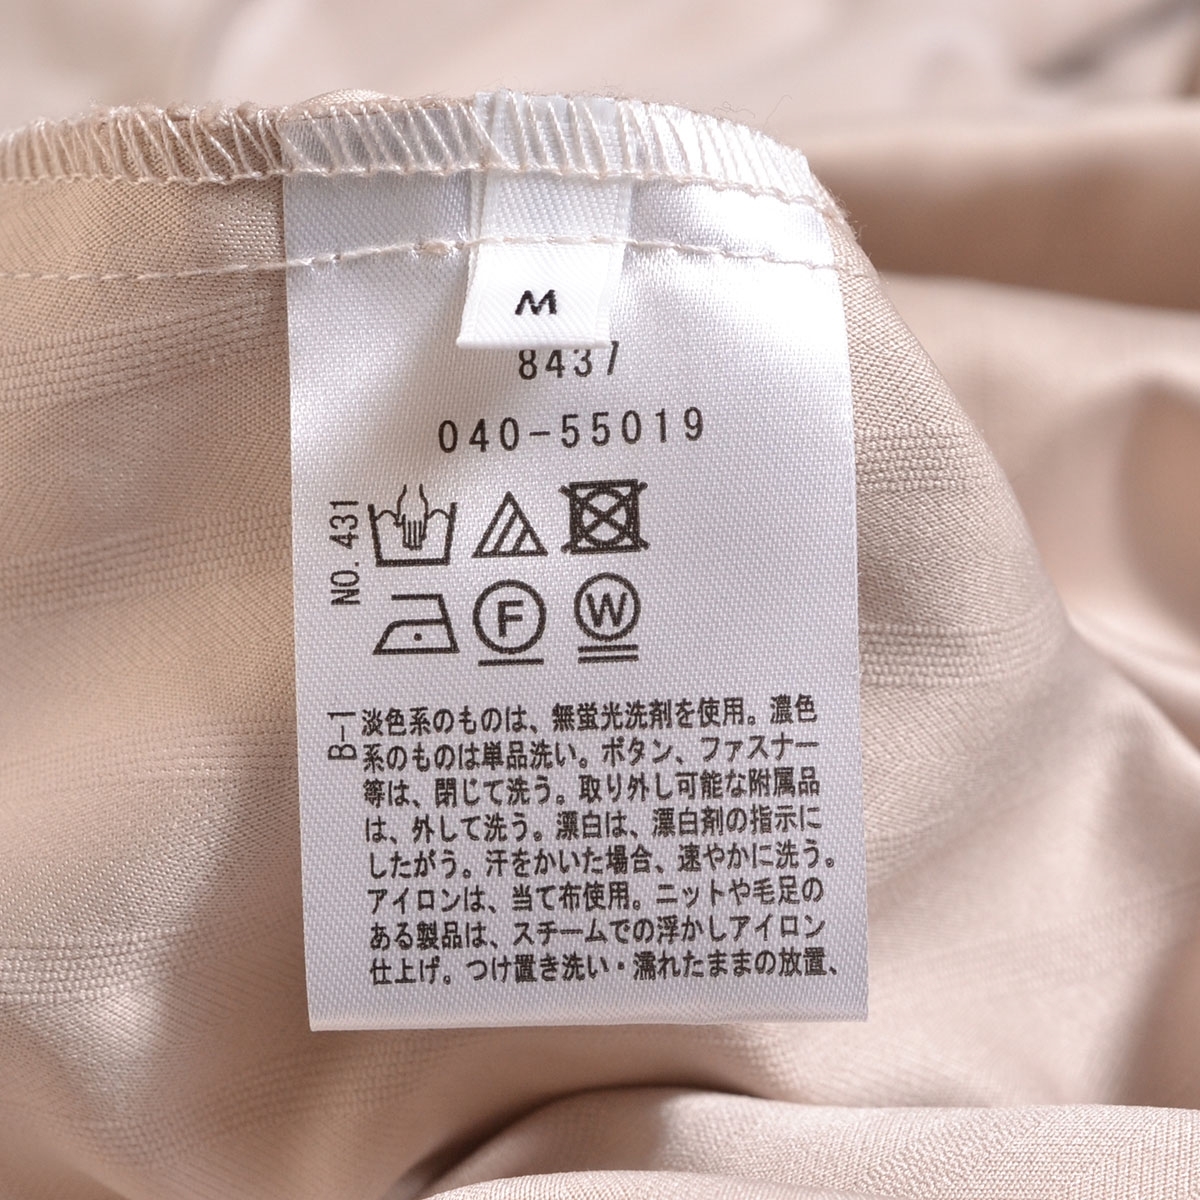 M
8437
040-55019
NO. 431
F
W
B-1
淡色系のものは、無蛍光洗剤を使用。濃色
系のものは単品洗い。ボタン、ファスナー
等は、閉じて洗う。取り外し可能な附属品
は、外して洗う。漂白は、漂白剤の指示に
したがう。汗をかいた場合、速やかに洗う。
アイロンは、当て布使用。ニットや毛足の
ある製品は、スチームでの浮かしアイロン
仕上げ。つけ置き洗い・濡れたままの放置、